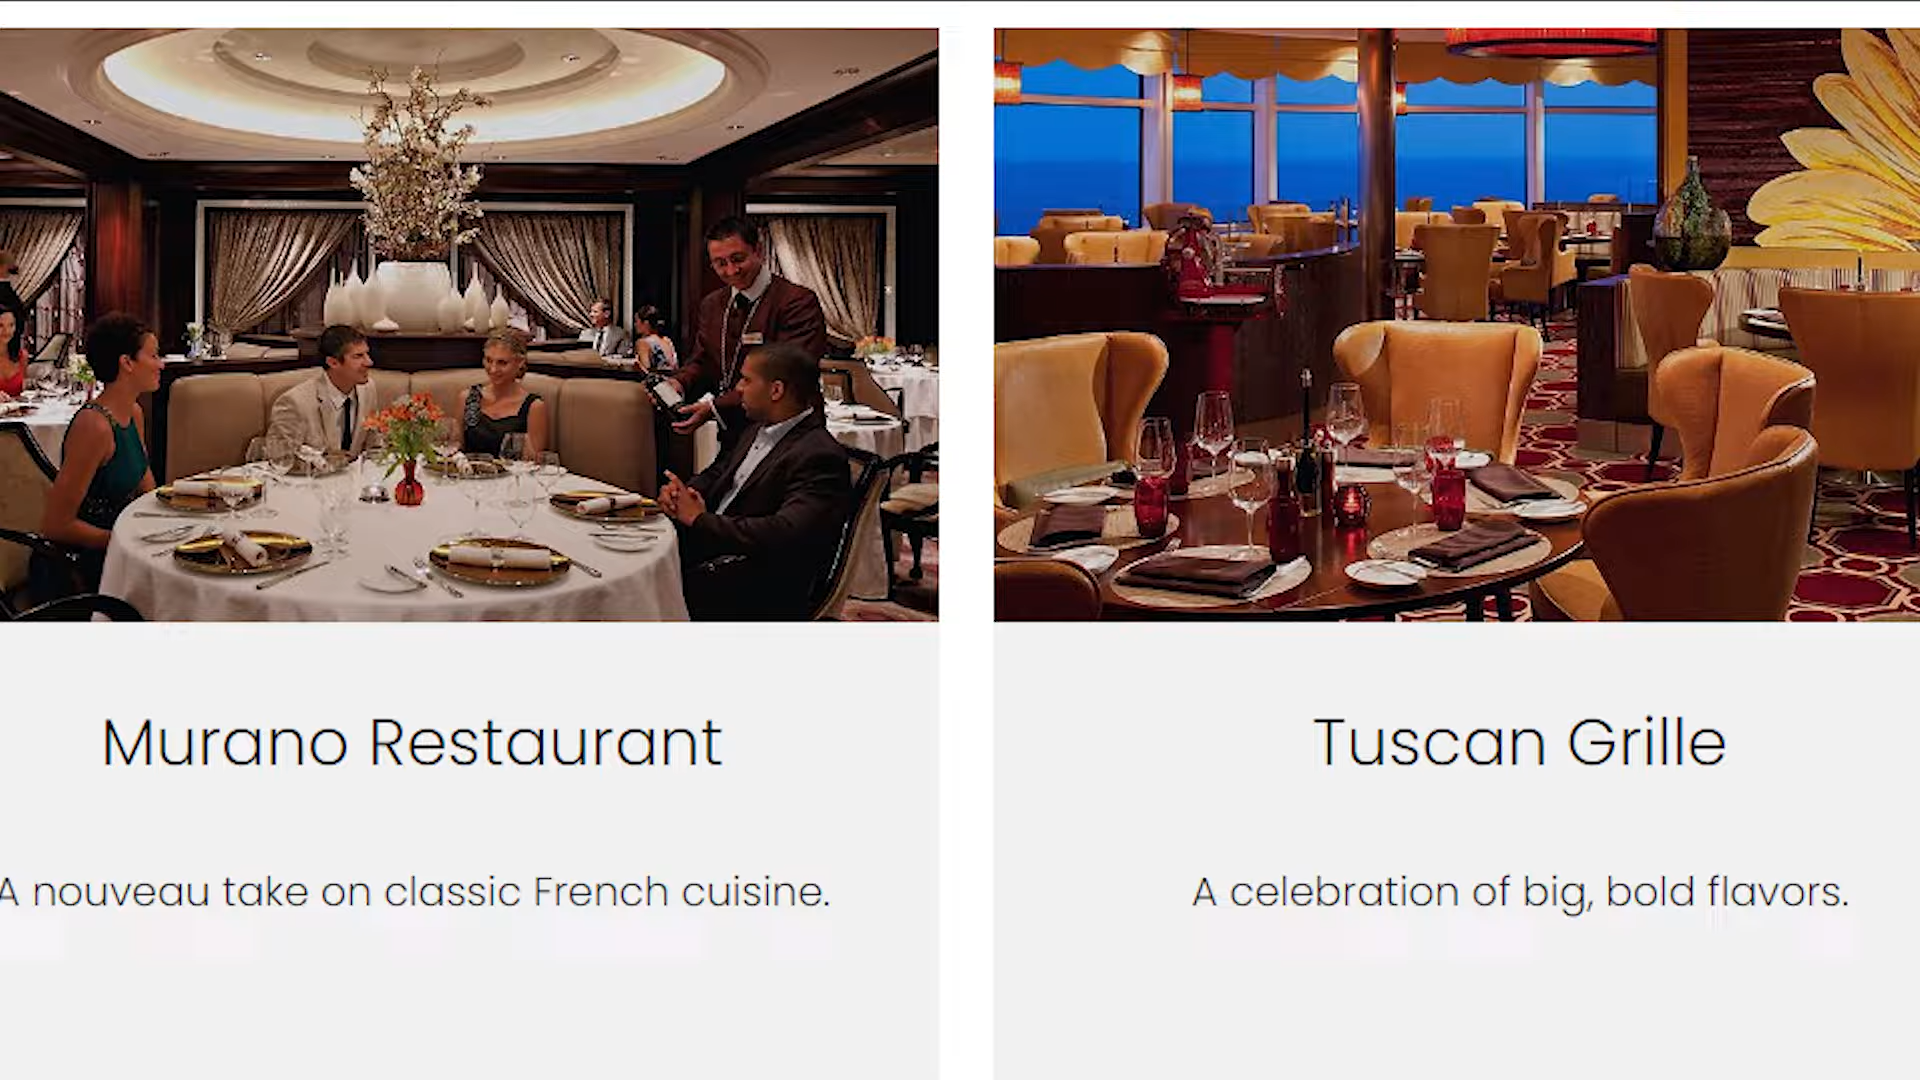 Murano Restaurant
A nouveau take on classic French cuisine.
Tuscan Grille
A celebration of big, bold flavors.